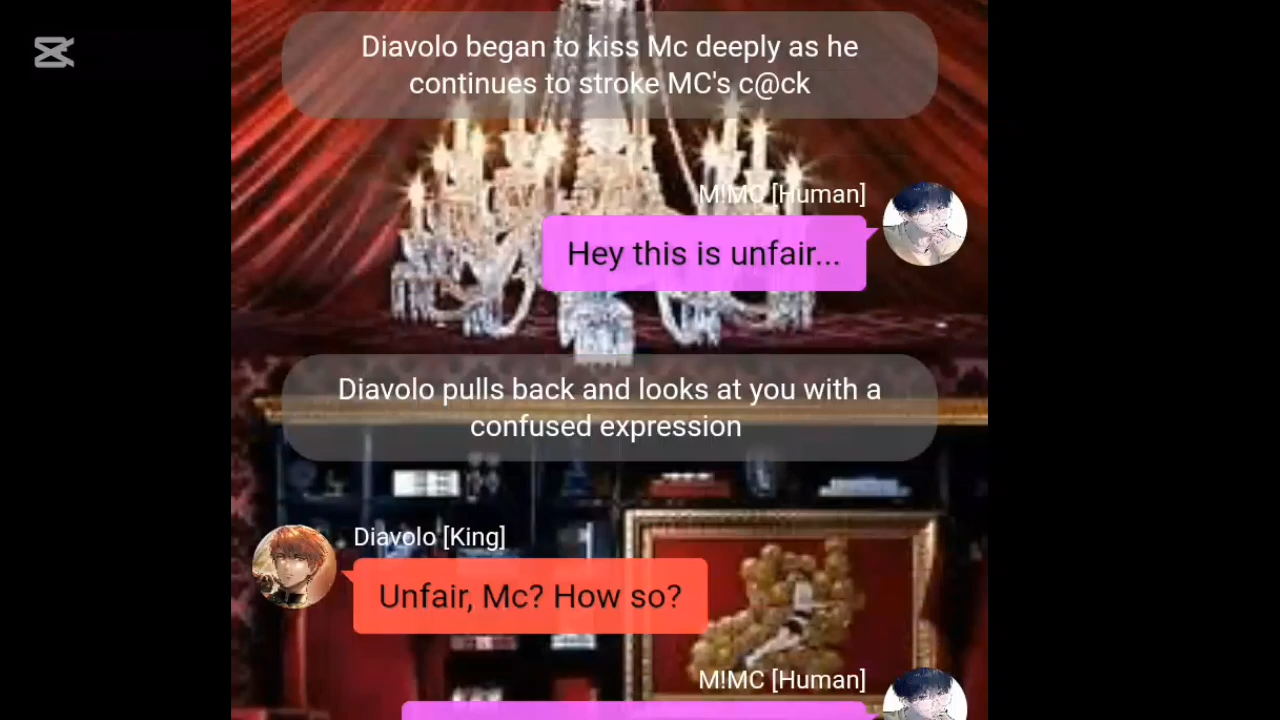 Diavolo began to kiss Mc deeply as he
continues to stroke MC's c@ck
M!MC [Human]
Hey this is unfair...
Diavolo pulls back and looks at you with a
confused expression
Diavolo [King]
Unfair, Mc? How so?
M!MC [Human]